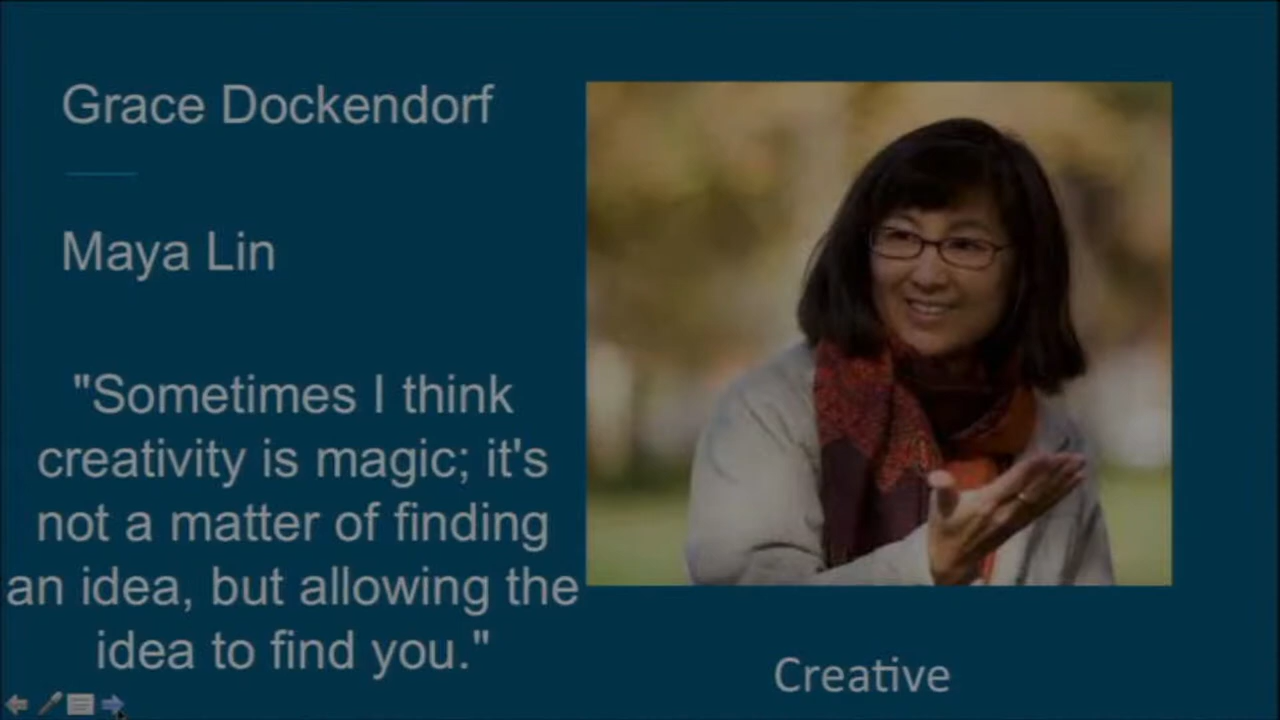 Grace Dockendorf
Maya Lin
"Sometimes I think
creativity is magic; it's
not a matter of finding
an idea, but allowing the
idea to find you."
Creative